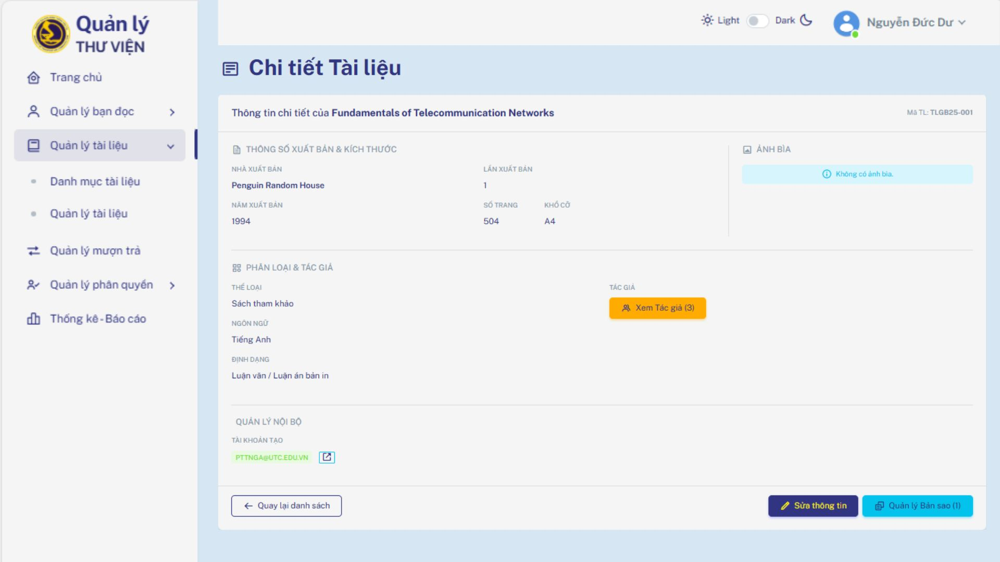 Quản lý
THƯ VIỆN
Trang chủ
Quản lý bạn đọc
Quản lý tài liệu
Danh mục tài liệu
Quản lý tài liệu
Quản lý mượn trả
Quản lý phân quyền
Thống kê - Báo cáo
Light Dark Nguyễn Đức Dư
Chi tiết Tài liệu
Thông tin chi tiết của Fundamentals of Telecommunication Networks
Mã TL: TLGB25-001
THÔNG SỐ XUẤT BẢN & KÍCH THƯỚC
NHÀ XUẤT BẢN LẦN XUẤT BẢN
Penguin Random House 1
NĂM XUẤT BẢN SỐ TRANG KHỔ CỠ
1994 504 A4
ẢNH BÌA
Không có ảnh bìa.
PHÂN LOẠI & TÁC GIẢ
THỂ LOẠI
Sách tham khảo
NGÔN NGỮ
Tiếng Anh
ĐỊNH DẠNG
Luận văn / Luận án bản in
TÁC GIẢ
Xem Tác giả (3)
QUẢN LÝ NỘI BỘ
TÀI KHOẢN TẠO
PTTNGA@UTC.EDU.VN
Quay lại danh sách
Sửa thông tin
Quản lý Bản sao (1)